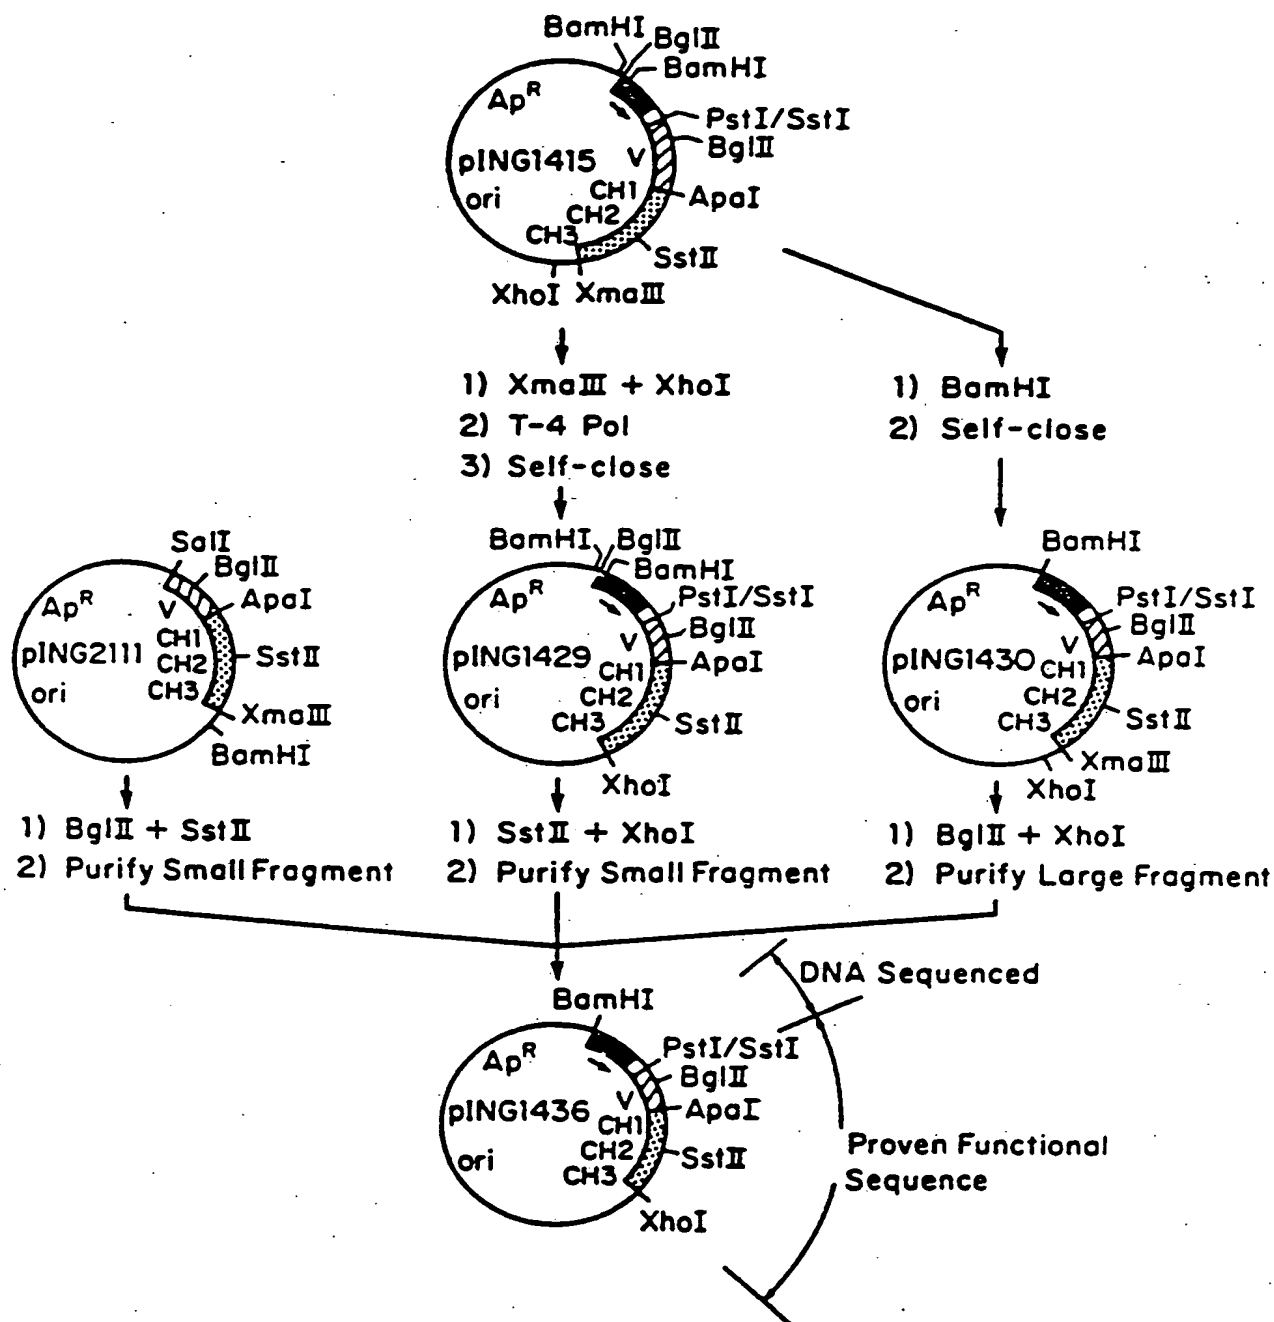 BamHI
BglII
BamHI
Ap^R
PstI/SstI
BglII
pING1415
V
CH1
ApaI
ori
CH2
CH3
SstII
XhoI XmaIII
1) XmaIII + XhoI
2) T-4 Pol
3) Self-close
1) BamHI
2) Self-close
SalI
BglII
ApaI
Ap^R
V
pING2111
CH1
CH2
SstII
ori
CH3
XmaIII
BamHI
1) BglII + SstII
2) Purify Small Fragment
BamHI
BglII
BamHI
Ap^R
PstI/SstI
BglII
V
pING1429
CH1
ApaI
ori
CH2
CH3
SstII
XhoI
1) SstII + XhoI
2) Purify Small Fragment
BamHI
Ap^R
PstI/SstI
BglII
V
pING1430
CH1
ApaI
ori
CH2
CH3
SstII
XmaIII
XhoI
1) BglII + XhoI
2) Purify Large Fragment
BamHI
Ap^R
PstI/SstI
BglII
V
pING1436
ApaI
CH1
ori
CH2
CH3
SstII
XhoI
DNA Sequenced
Proven Functional
Sequence